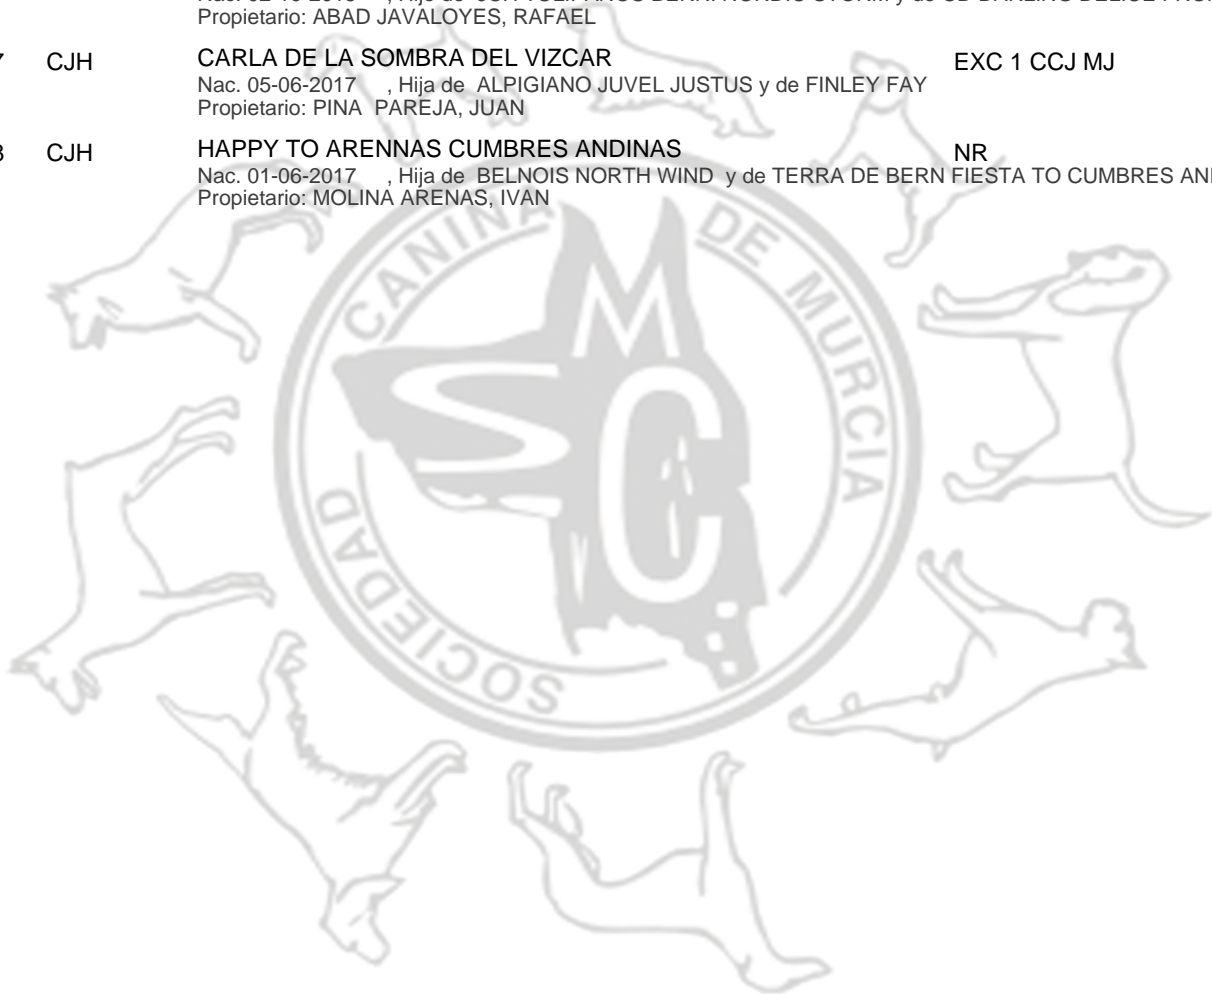 Propietario: ABAD JAVALOYES, RAFAEL
7 CJH CARLA DE LA SOMBRA DEL VIZCAR EXC 1 CCJ MJ
Nac. 05-06-2017 , Hija de ALPIGIANO JUVEL JUSTUS y de FINLEY FAY
Propietario: PINA PAREJA, JUAN
CJH HAPPY TO ARENNAS CUMBRES ANDINAS NR
Nac. 01-06-2017 , Hija de BELNOIS NORTH WIND y de TERRA DE BERN FIESTA TO CUMBRES
Propietario: MOLINA ARENAS, IVAN
SOCIEDAD CANINA DE MURCIA
M
S
C